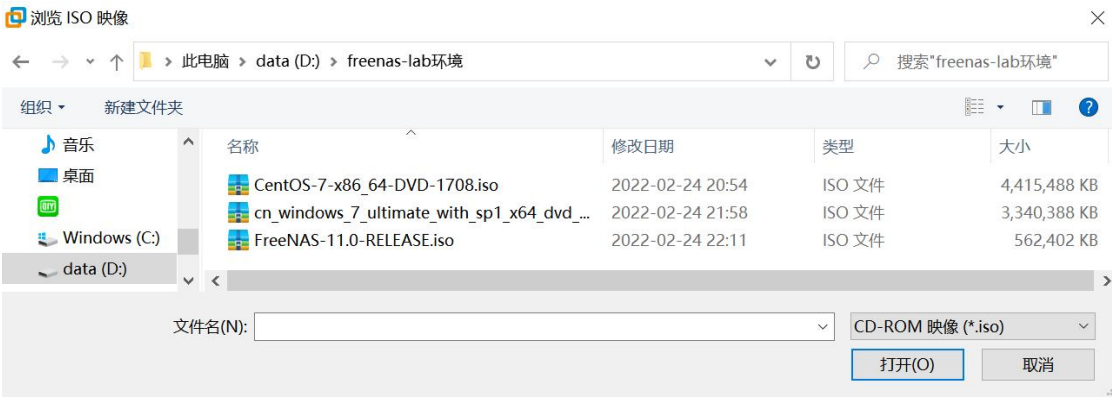 浏览 ISO 映像
此电脑 > data (D:) > freenas-lab环境
搜索"freenas-lab环境"
组织 新建文件夹
音乐
桌面
Windows (C:)
data (D:)
名称 修改日期 类型 大小
CentOS-7-x86_64-DVD-1708.iso 2022-02-24 20:54 ISO 文件 4,415,488 KB
cn_windows_7_ultimate_with_sp1_x64_dvd_... 2022-02-24 21:58 ISO 文件 3,340,388 KB
FreeNAS-11.0-RELEASE.iso 2022-02-24 22:11 ISO 文件 562,402 KB
文件名(N): CD-ROM 映像 (*.iso)
打开(O) 取消